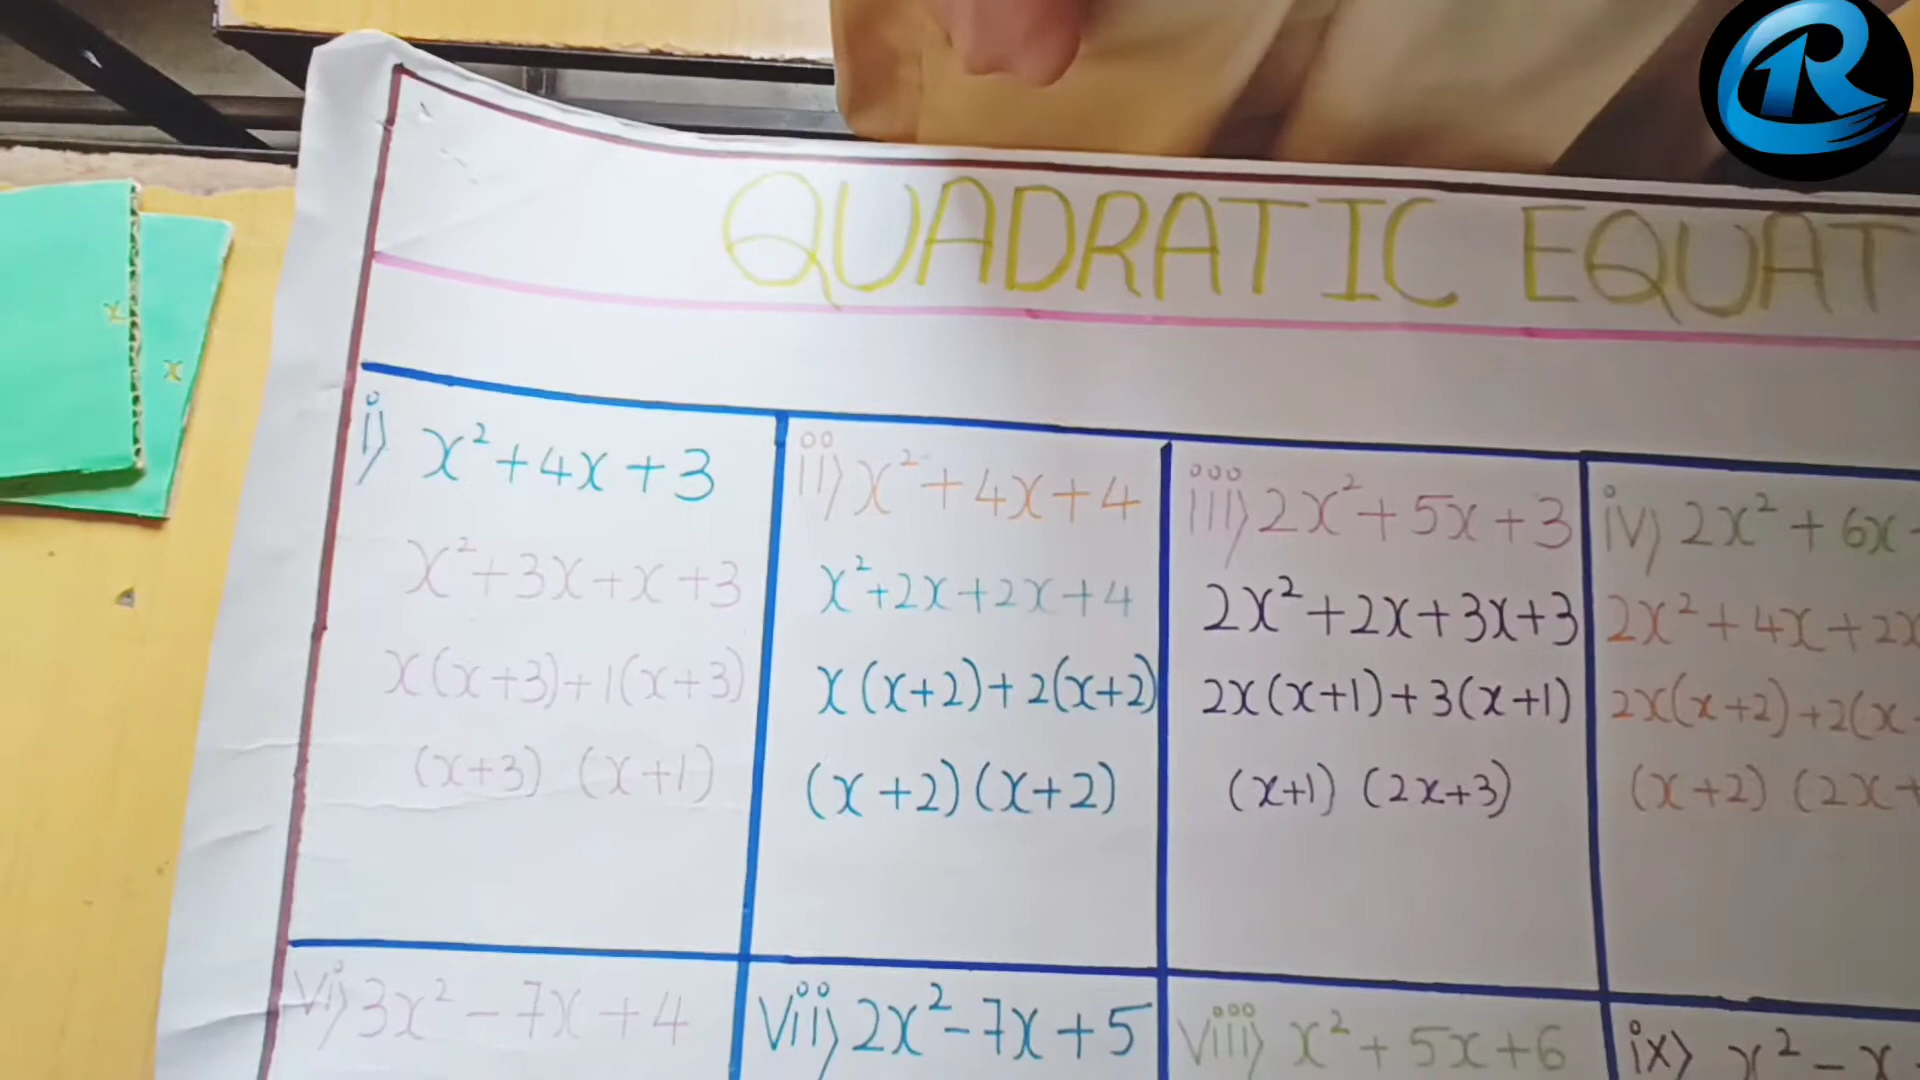 QUADRATIC EQUAT
i) x²+4x+3
x²+3x+x+3
x(x+3)+1(x+3)
(x+3) (x+1)
ii) x²+4x+4
x²+2x+2x+4
x(x+2)+2(x+2)
(x+2)(x+2)
iii) 2x²+5x+3
2x²+2x+3x+3
2x(x+1)+3(x+1)
(x+1) (2x+3)
iv) 2x²+6x
2x²+4x+2x
2x(x+2)+2(x
(x+2) (2x+
vi) 3x²-7x+4
vii) 2x²-7x+5
viii) x²+5x+6
ix) x²-x
x
x
R